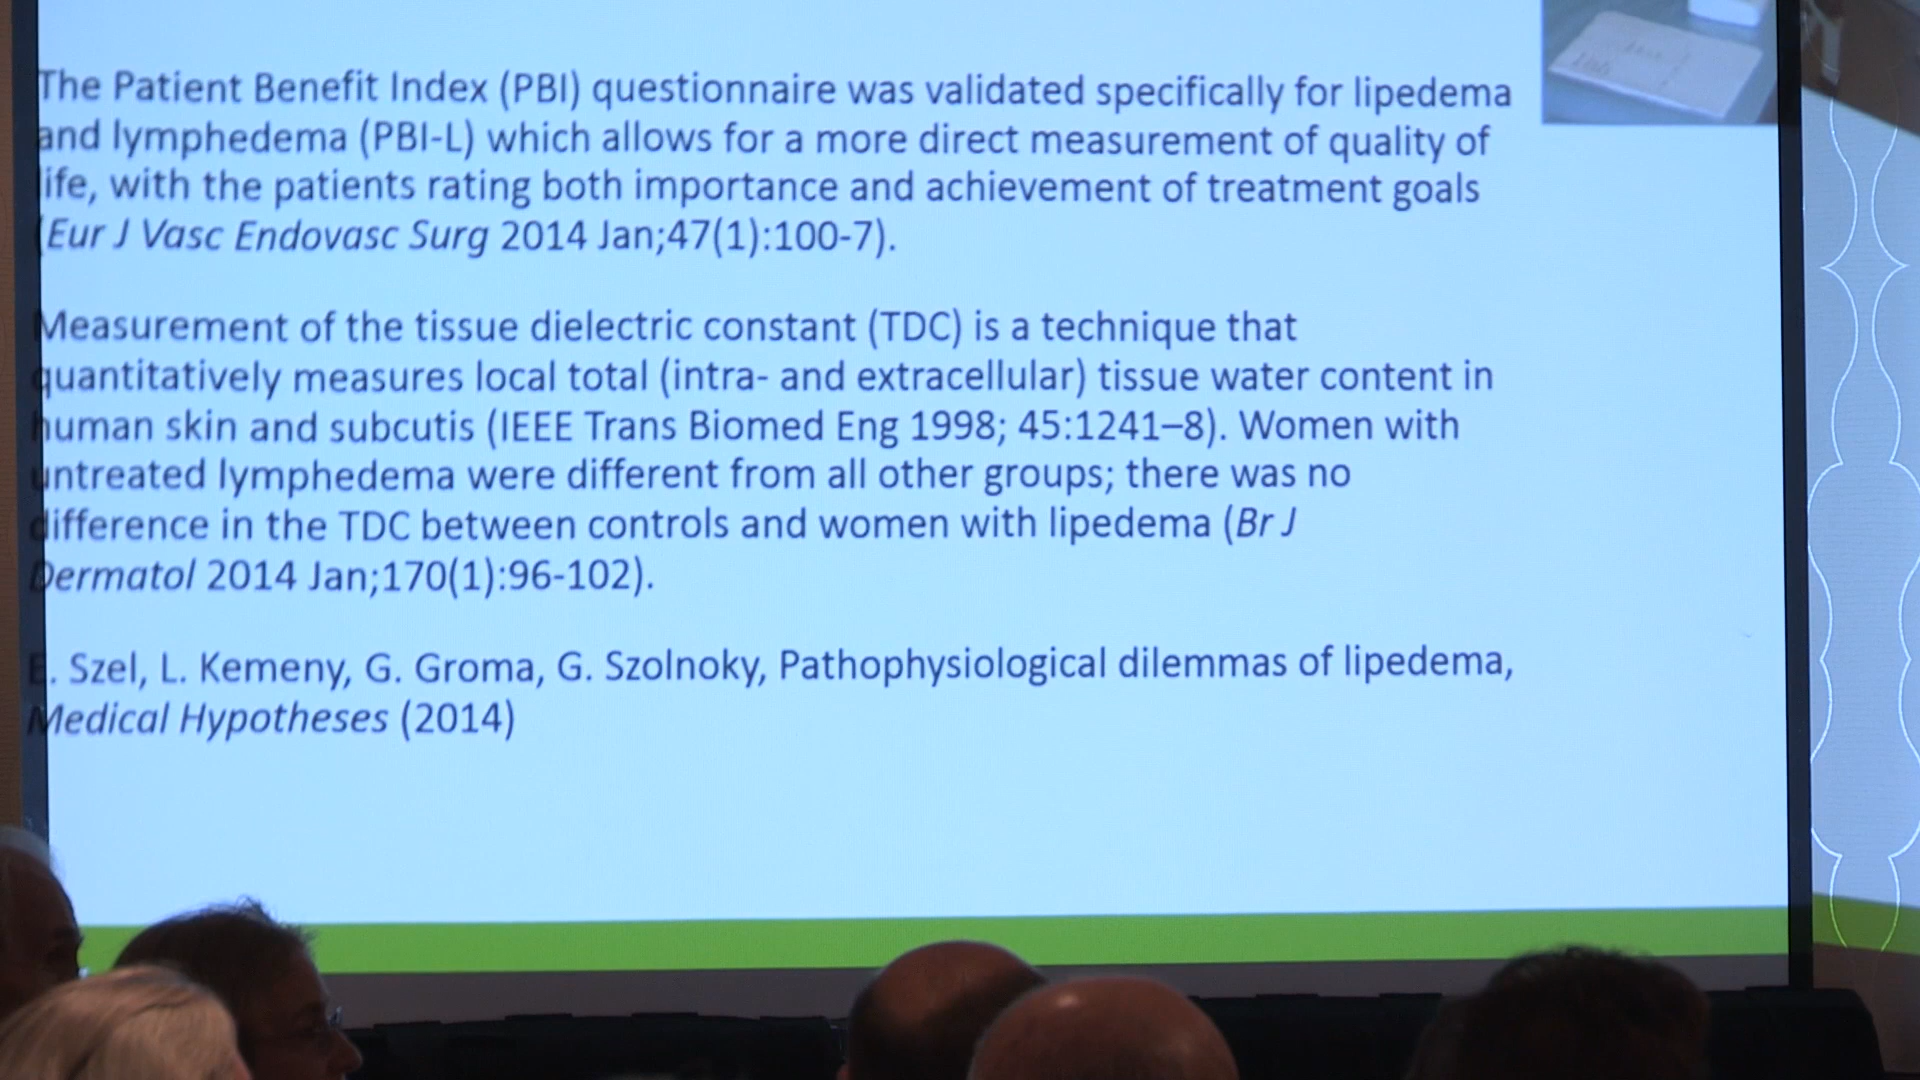 The Patient Benefit Index (PBI) questionnaire was validated specifically for lipedema
and lymphedema (PBI-L) which allows for a more direct measurement of quality of
life, with the patients rating both importance and achievement of treatment goals
(Eur J Vasc Endovasc Surg 2014 Jan;47(1):100-7).
Measurement of the tissue dielectric constant (TDC) is a technique that
quantitatively measures local total (intra- and extracellular) tissue water content in
human skin and subcutis (IEEE Trans Biomed Eng 1998; 45:1241–8). Women with
untreated lymphedema were different from all other groups; there was no
difference in the TDC between controls and women with lipedema (Br J
Dermatol 2014 Jan;170(1):96-102).
E. Szel, L. Kemeny, G. Groma, G. Szolnoky, Pathophysiological dilemmas of lipedema,
Medical Hypotheses (2014)